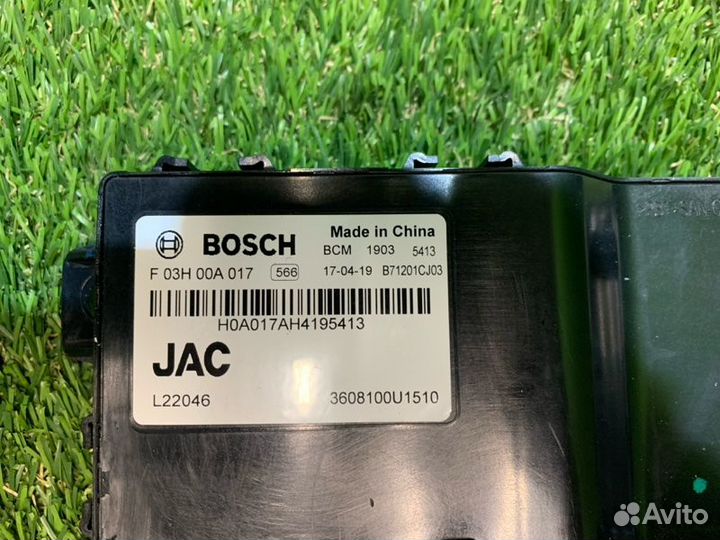 BOSCH
Made in China
BCM 1903 5413
F 03H 00A 017 566
17-04-19 B71201CJ03
H0A017AH4195413
JAC
L22046 3608100U1510
Avito